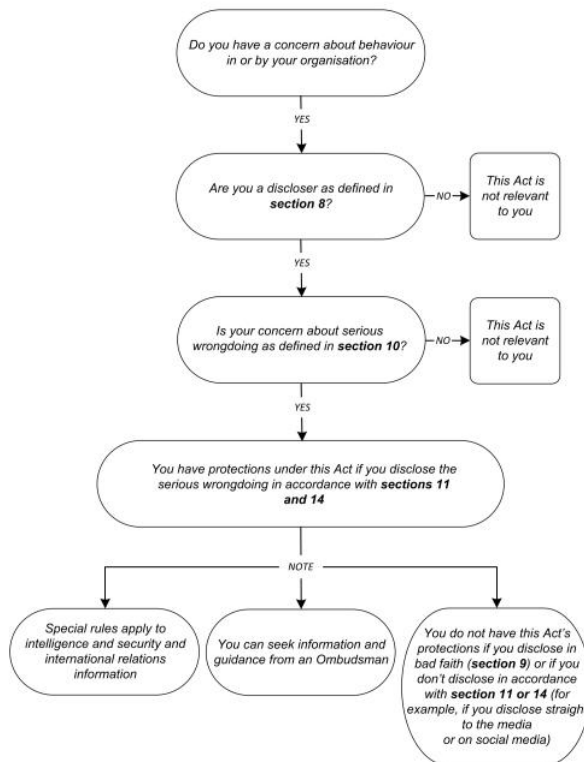 Do you have a concern about behaviour
in or by your organisation?
YES
Are you a discloser as defined in
section 8?
NO
This Act is
not relevant
to you
YES
Is your concern about serious
wrongdoing as defined in section 10?
NO
This Act is
not relevant
to you
YES
You have protections under this Act if you disclose the
serious wrongdoing in accordance with sections 11
and 14
NOTE
Special rules apply to
intelligence and security and
international relations
information
You can seek information and
guidance from an Ombudsman
You do not have this Act's
protections if you disclose in
bad faith (section 9) or if you
don't disclose in accordance
with section 11 or 14 (for
example, if you disclose straigh
to the media
or on social media)